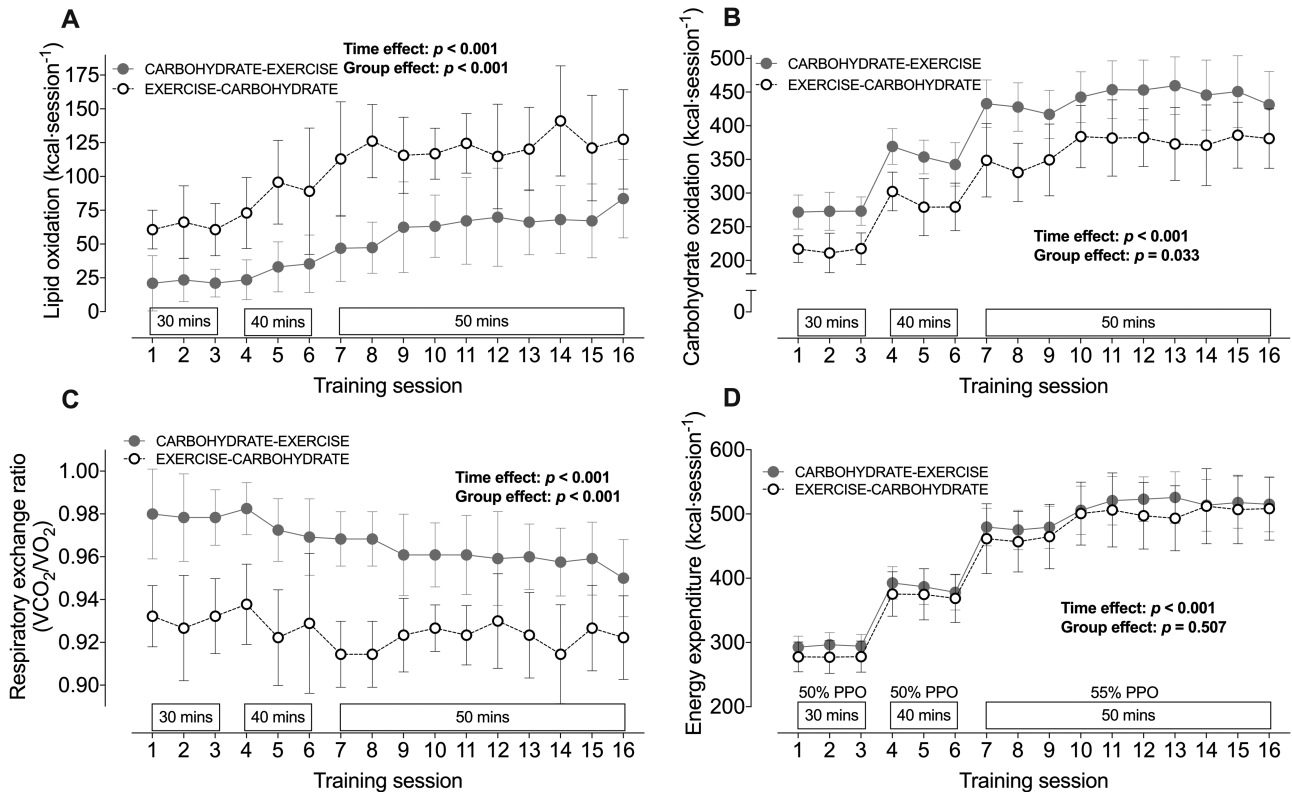 A
Lipid oxidation (kcal·session⁻¹)
CARBOHYDRATE-EXERCISE
EXERCISE-CARBOHYDRATE
Time effect: p < 0.001
Group effect: p < 0.001
175
150
125
100
75
50
25
0
30 mins
40 mins
50 mins
1 2 3 4 5 6 7 8 9 10 11 12 13 14 15 16
Training session
B
Carbohydrate oxidation (kcal·session⁻¹)
CARBOHYDRATE-EXERCISE
EXERCISE-CARBOHYDRATE
500
450
400
350
300
250
200
0
Time effect: p < 0.001
Group effect: p = 0.033
30 mins
40 mins
50 mins
1 2 3 4 5 6 7 8 9 10 11 12 13 14 15 16
Training session
C
Respiratory exchange ratio
(VCO₂/VO₂)
CARBOHYDRATE-EXERCISE
EXERCISE-CARBOHYDRATE
Time effect: p < 0.001
Group effect: p < 0.001
1.00
0.98
0.96
0.94
0.92
0.90
30 mins
40 mins
50 mins
1 2 3 4 5 6 7 8 9 10 11 12 13 14 15 16
Training session
D
Energy expenditure (kcal·session⁻¹)
CARBOHYDRATE-EXERCISE
EXERCISE-CARBOHYDRATE
600
500
400
300
200
Time effect: p < 0.001
Group effect: p = 0.507
50% PPO
50% PPO
55% PPO
30 mins
40 mins
50 mins
1 2 3 4 5 6 7 8 9 10 11 12 13 14 15 16
Training session